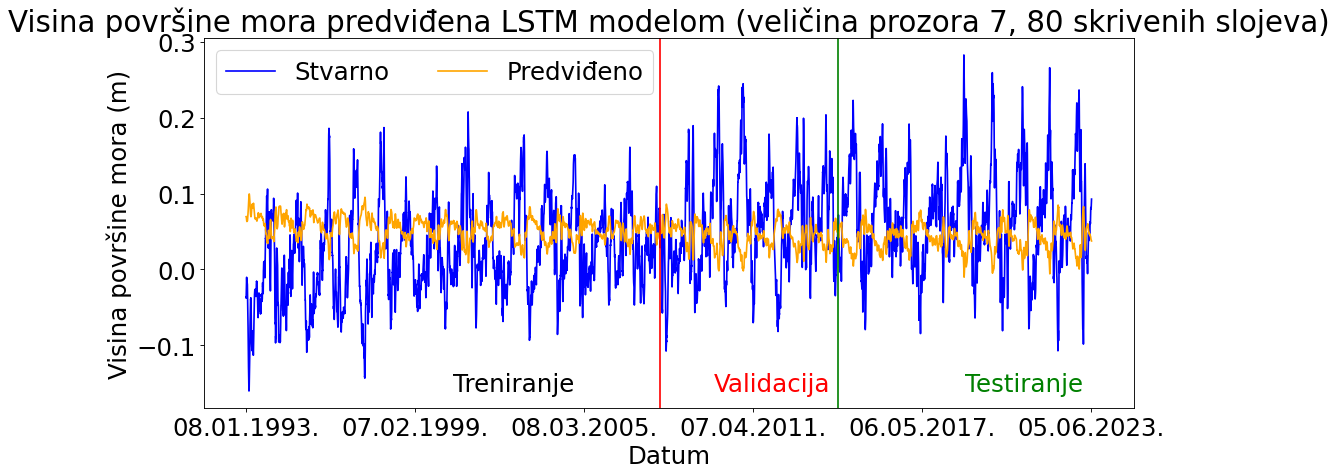 Visina površine mora predviđena LSTM modelom (veličina prozora 7, 80 skrivenih slojeva)
Visina površine mora (m)
0.3
0.2
0.1
0.0
−0.1
Stvarno
Predviđeno
Treniranje
Validacija
Testiranje
08.01.1993.
07.02.1999.
08.03.2005.
07.04.2011.
06.05.2017.
05.06.2023.
Datum